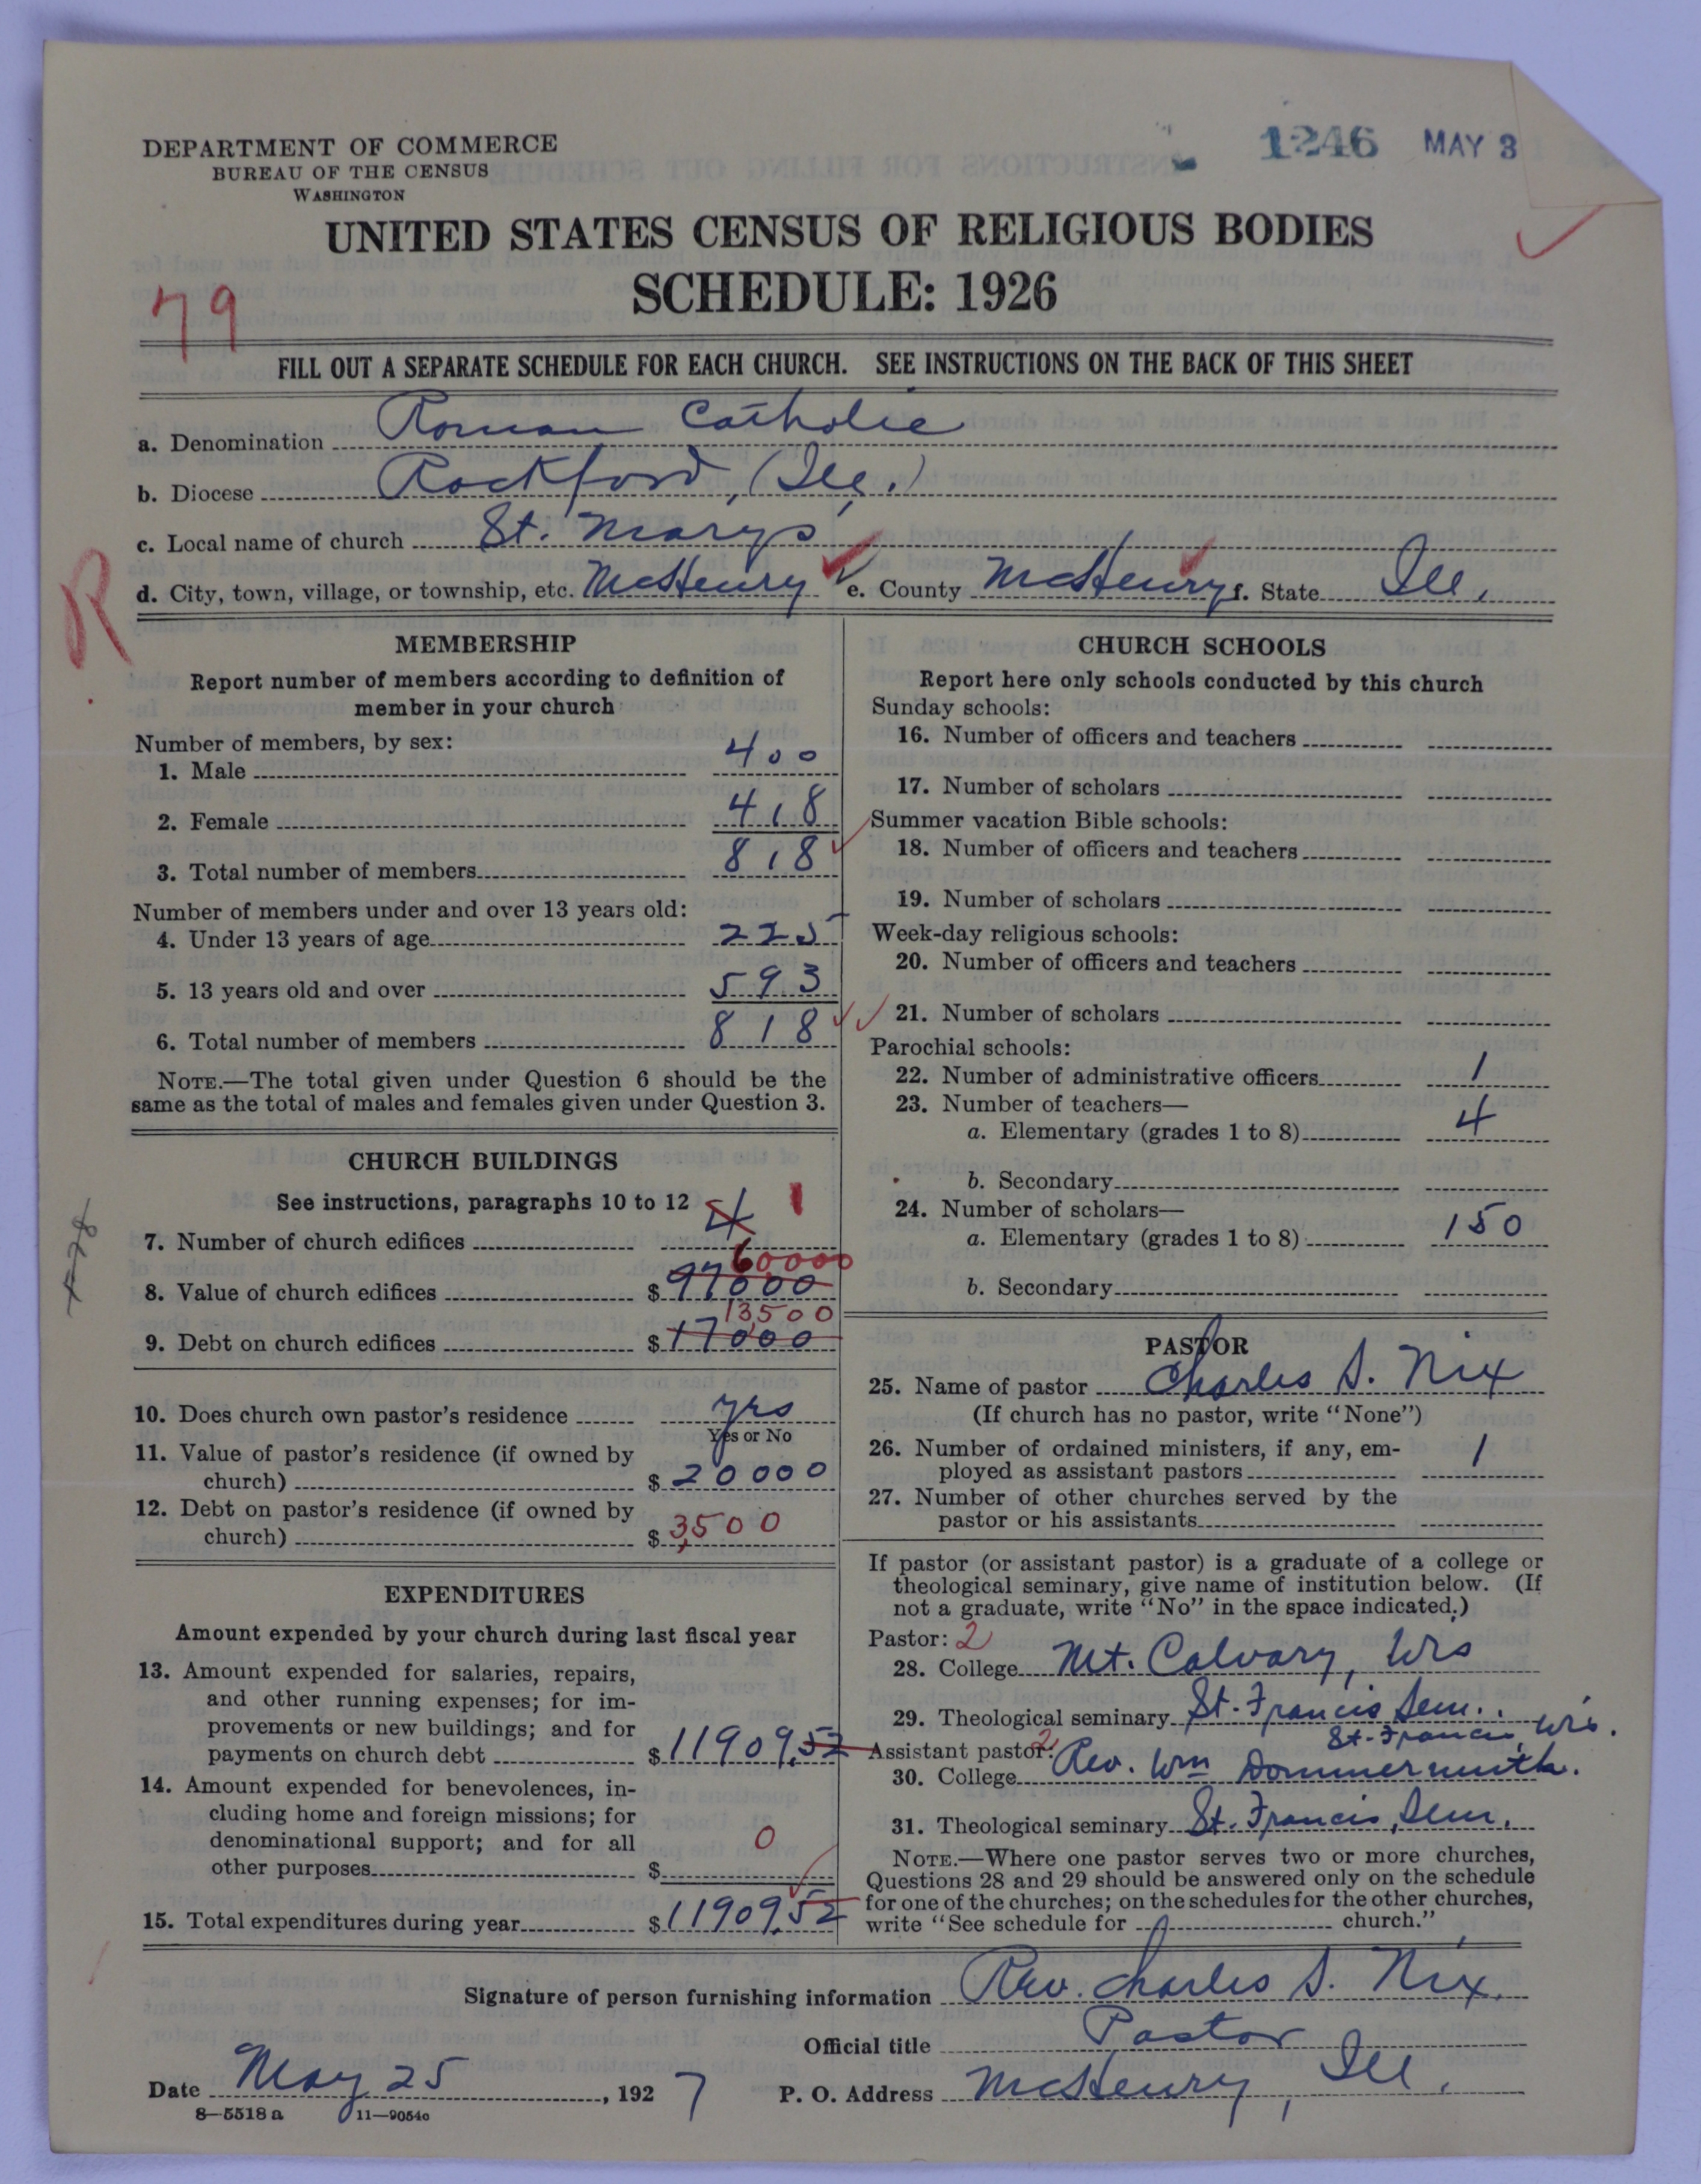 1246 MAY 3
DEPARTMENT OF COMMERCE
BUREAU OF THE CENSUS
WASHINGTON
UNITED STATES CENSUS OF RELIGIOUS BODIES
SCHEDULE: 1926
79
FILL OUT A SEPARATE SCHEDULE FOR EACH CHURCH. SEE INSTRUCTIONS ON THE BACK OF THIS SHEET
a. Denomination Roman Catholic
b. Diocese Rockford, (Ill.)
c. Local name of church St. Marys
d. City, town, village, or township, etc. McHenry e. County McHenry f. State Ill.
R
MEMBERSHIP
Report number of members according to definition of
member in your church
Number of members, by sex:
1. Male 400
2. Female 418
3. Total number of members 818
Number of members under and over 13 years old:
4. Under 13 years of age 225
5. 13 years old and over 593
6. Total number of members 818
NOTE.—The total given under Question 6 should be the
same as the total of males and females given under Question 3.
CHURCH BUILDINGS
See instructions, paragraphs 10 to 12
7. Number of church edifices 4 1
60000
8. Value of church edifices $97000
13,500
9. Debt on church edifices $17000
10. Does church own pastor's residence yes
Yes or No
11. Value of pastor's residence (if owned by
church) $20000
12. Debt on pastor's residence (if owned by
church) $3,500
EXPENDITURES
Amount expended by your church during last fiscal year
13. Amount expended for salaries, repairs,
and other running expenses; for im-
provements or new buildings; and for
payments on church debt $11909.52
14. Amount expended for benevolences, in-
cluding home and foreign missions; for
denominational support; and for all
other purposes $ 0
15. Total expenditures during year $11909.52
CHURCH SCHOOLS
Report here only schools conducted by this church
Sunday schools:
16. Number of officers and teachers
17. Number of scholars
Summer vacation Bible schools:
18. Number of officers and teachers
19. Number of scholars
Week-day religious schools:
20. Number of officers and teachers
21. Number of scholars
Parochial schools:
22. Number of administrative officers 1
23. Number of teachers—
a. Elementary (grades 1 to 8) 4
b. Secondary
24. Number of scholars—
a. Elementary (grades 1 to 8) 150
b. Secondary
PASTOR
25. Name of pastor Charles S. Nix
(If church has no pastor, write "None")
26. Number of ordained ministers, if any, em-
ployed as assistant pastors 1
27. Number of other churches served by the
pastor or his assistants
If pastor (or assistant pastor) is a graduate of a college or
theological seminary, give name of institution below. (If
not a graduate, write "No" in the space indicated.)
Pastor: 2
28. College Mt. Calvary, Wis
29. Theological seminary St. Francis Sem.
St. Francis, Wis.
Assistant pastor: 2
30. College Rev. Wm Dommermuth.
31. Theological seminary St. Francis, Sem.
NOTE.—Where one pastor serves two or more churches,
Questions 28 and 29 should be answered only on the schedule
for one of the churches; on the schedules for the other churches,
write "See schedule for church."
Signature of person furnishing information Rev. Charles S. Nix.
Official title Pastor
Date May 25, 1927 P. O. Address McHenry, Ill.
8—5518 a 11—9054c